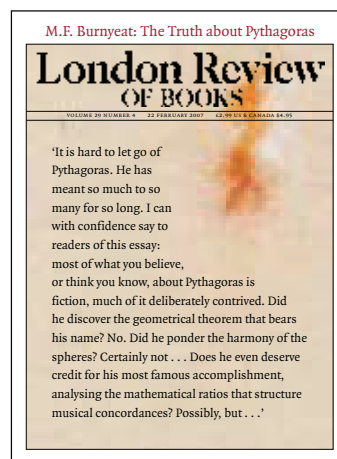 M.F. Burnyeat: The Truth about Pythagoras
London Review
OF BOOKS
VOLUME 29 NUMBER 4 22 FEBRUARY 2007 £2.99 US & CANADA $4.95
‘It is hard to let go of
Pythagoras. He has
meant so much to so
many for so long. I can
with confidence say to
readers of this essay:
most of what you believe,
or think you know, about Pythagoras is
fiction, much of it deliberately contrived. Did
he discover the geometrical theorem that bears
his name? No. Did he ponder the harmony of the
spheres? Certainly not . . . Does he even deserve
credit for his most famous accomplishment,
analysing the mathematical ratios that structure
musical concordances? Possibly, but . . .’